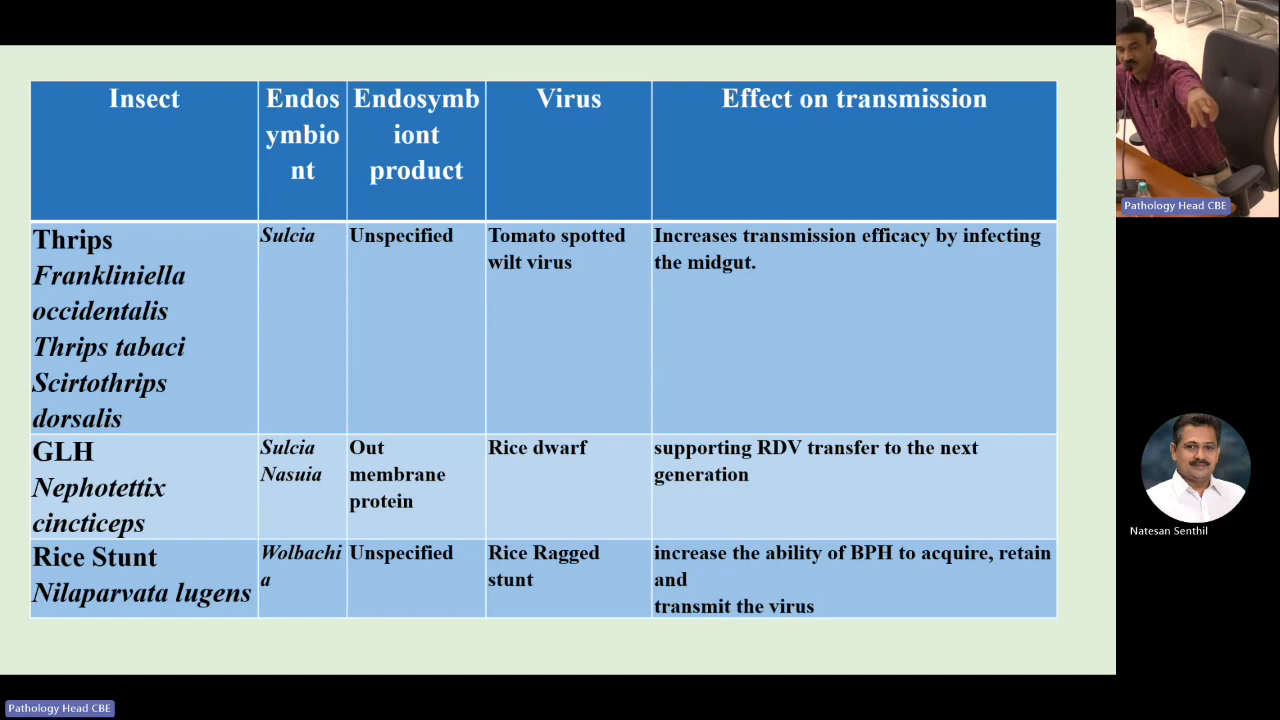 Insect
Endos
ymbio
nt
Endosymb
iont
product
Virus
Effect on transmission
Thrips
Frankliniella
occidentalis
Thrips tabaci
Scirtothrips
dorsalis
Sulcia
Unspecified
Tomato spotted
wilt virus
Increases transmission efficacy by infecting
the midgut.
GLH
Nephotettix
cincticeps
Sulcia
Nasuia
Out
membrane
protein
Rice dwarf
supporting RDV transfer to the next
generation
Rice Stunt
Nilaparvata lugens
Wolbachi
a
Unspecified
Rice Ragged
stunt
increase the ability of BPH to acquire, retain
and
transmit the virus
Pathology Head CBE
Natesan Senthil
Pathology Head CBE